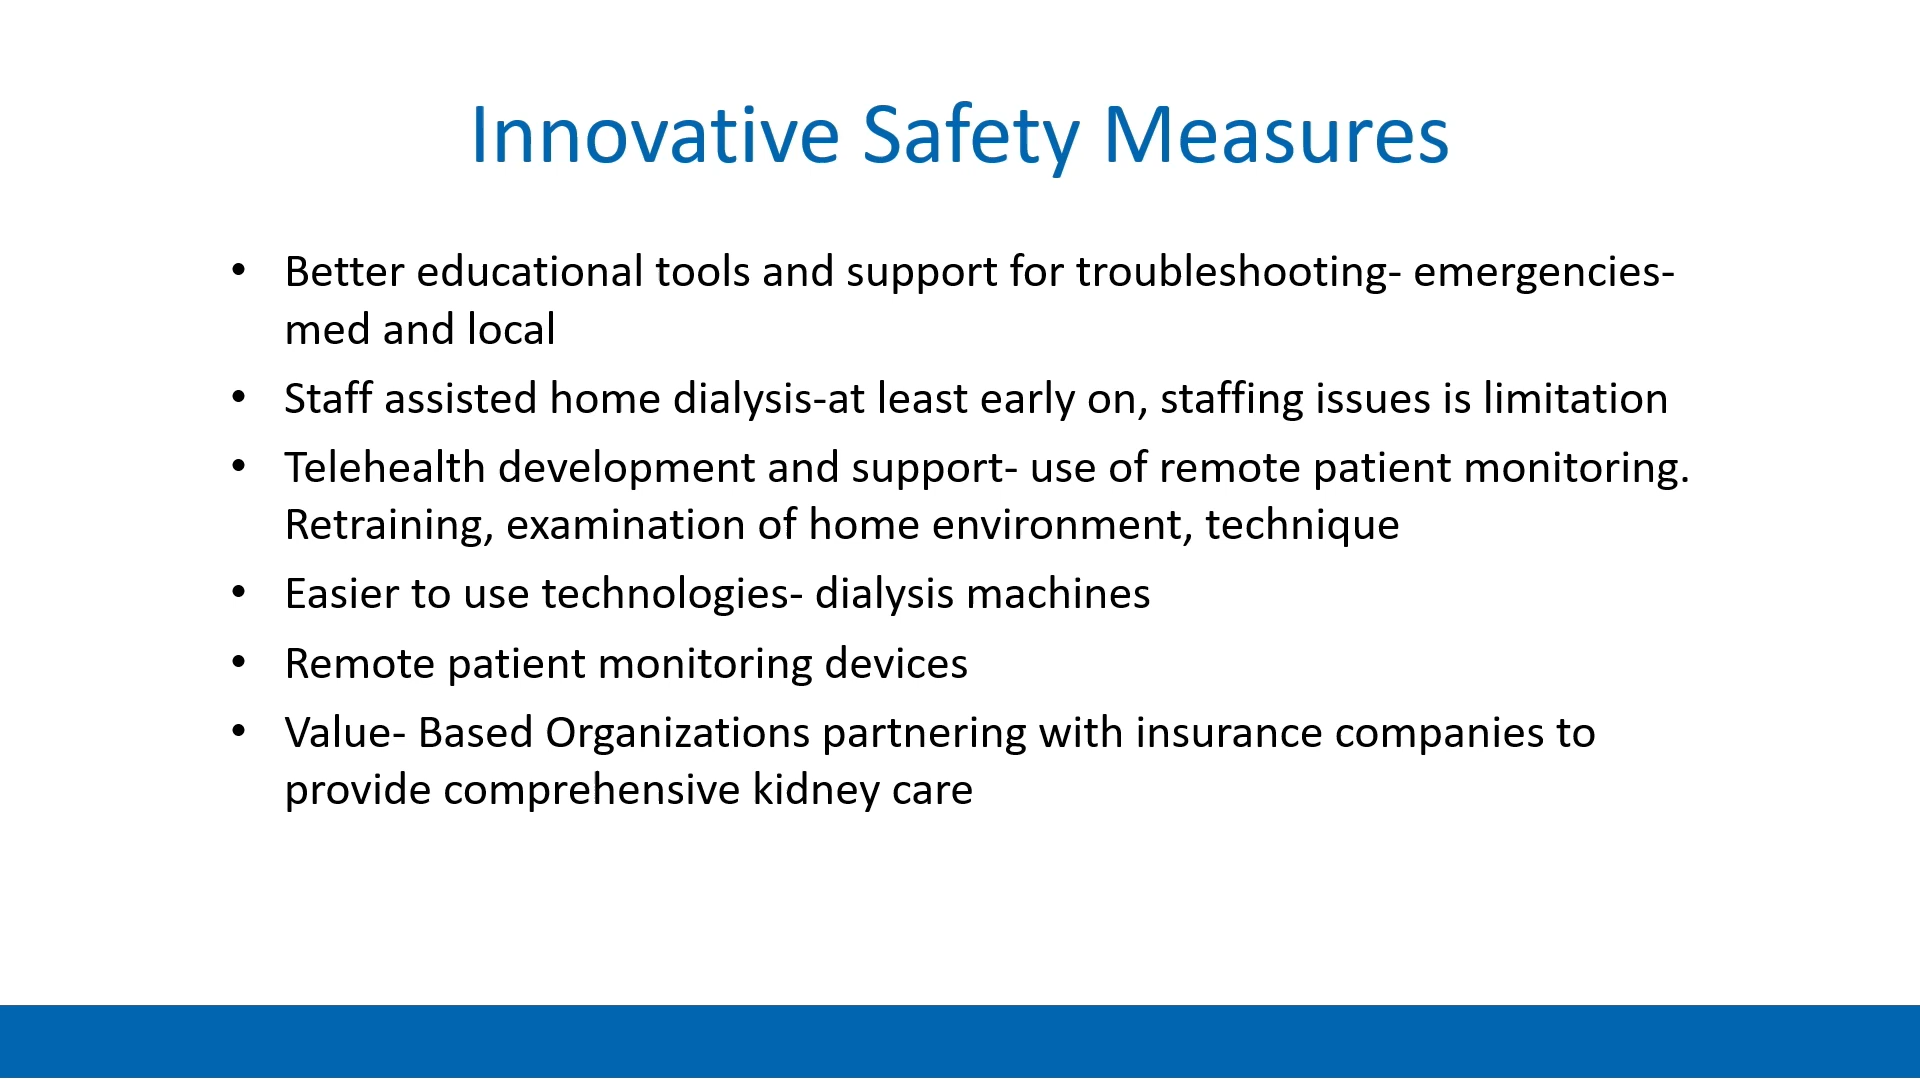 Innovative Safety Measures
• Better educational tools and support for troubleshooting- emergencies-
med and local
• Staff assisted home dialysis-at least early on, staffing issues is limitation
• Telehealth development and support- use of remote patient monitoring.
Retraining, examination of home environment, technique
• Easier to use technologies- dialysis machines
• Remote patient monitoring devices
• Value- Based Organizations partnering with insurance companies to
provide comprehensive kidney care